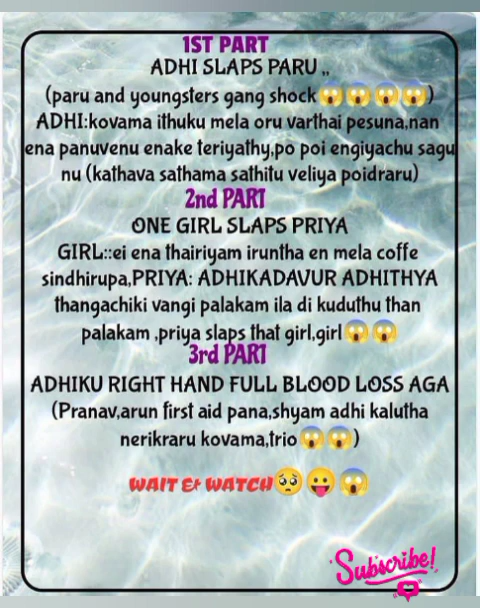 1ST PART
ADHI SLAPS PARU ,,
(paru and youngsters gang shock😱😱😱😱)
ADHI:kovama ithuku mela oru varthai pesuna,nan
ena panuvenu enake teriyathy,po poi engiyachu sagu
nu (kathava sathama sathitu veliya poidraru)
2nd PART
ONE GIRL SLAPS PRIYA
GIRL::ei ena thairiyam iruntha en mela coffe
sindhirupa,PRIYA: ADHIKADAVUR ADHITHYA
thangachiki vangi palakam ila di kuduthu than
palakam ,priya slaps that girl,girl😱😱
3rd PART
ADHIKU RIGHT HAND FULL BLOOD LOSS AGA
(Pranav,arun first aid pana,shyam adhi kalutha
nerikraru kovama,trio😱😱)
WAIT & WATCH🥺😛😱
Subscribe!